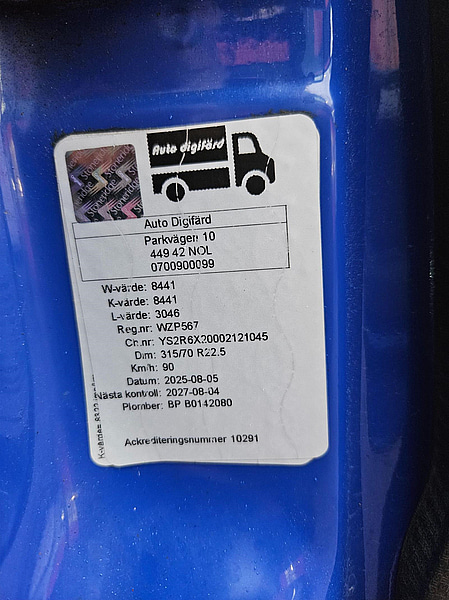 Auto digifärd
Stoneridge
Auto Digifärd
Parkvägen 10
449 42 NOL
0700900099
W-värde: 8441
K-värde: 8441
L-värde: 3046
Reg.nr: WZP567
Ch.nr: YS2R6X20002121045
Dim: 315/70 R22.5
Km/h: 90
Datum: 2025-08-05
Nästa kontroll: 2027-08-04
Plomber: BP B0142080
Ackrediteringsnummer 10291